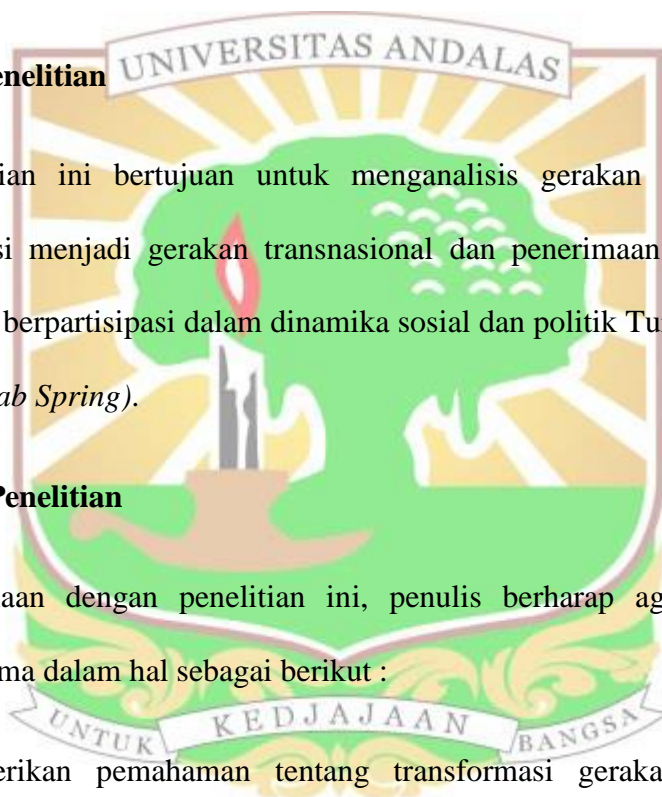 UNIVERSITAS ANDALAS
enelitian
ian ini bertujuan untuk menganalisis gerakan
si menjadi gerakan transnasional dan penerimaan
berpartisipasi dalam dinamika sosial dan politik Tu
ab Spring).
Penelitian
aan dengan penelitian ini, penulis berharap ag
ma dalam hal sebagai berikut :
UNTUK KEDJAJAAN BANGSA
erikan pemahaman tentang transformasi geraka